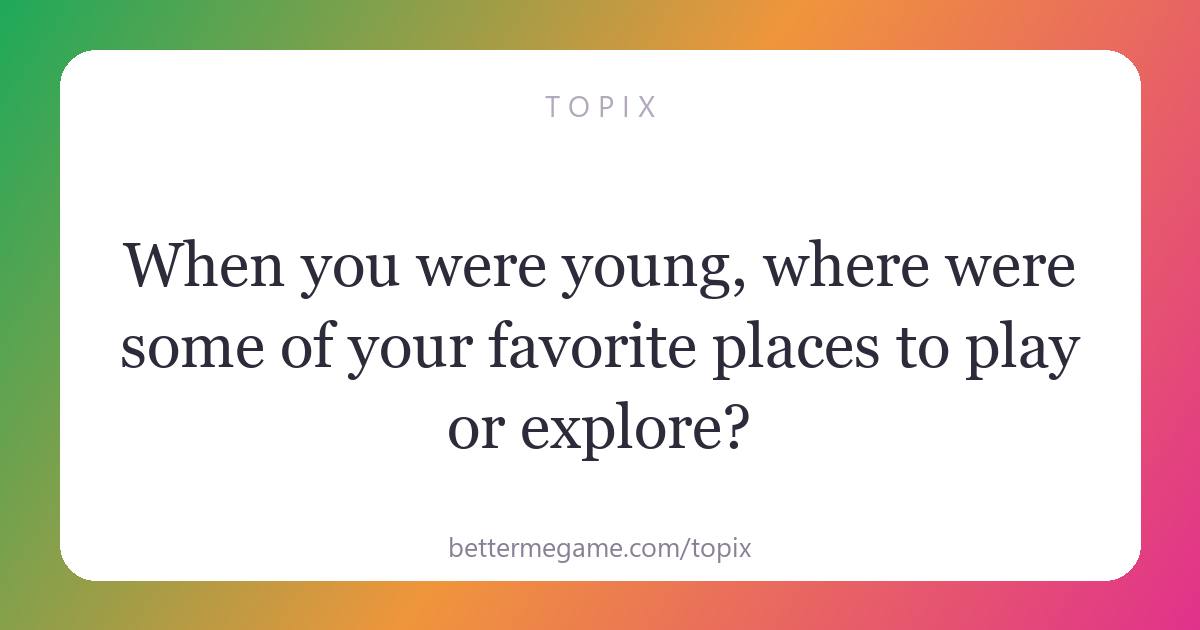 TOPIX
When you were young, where were
some of your favorite places to play
or explore?
bettermegame.com/topix